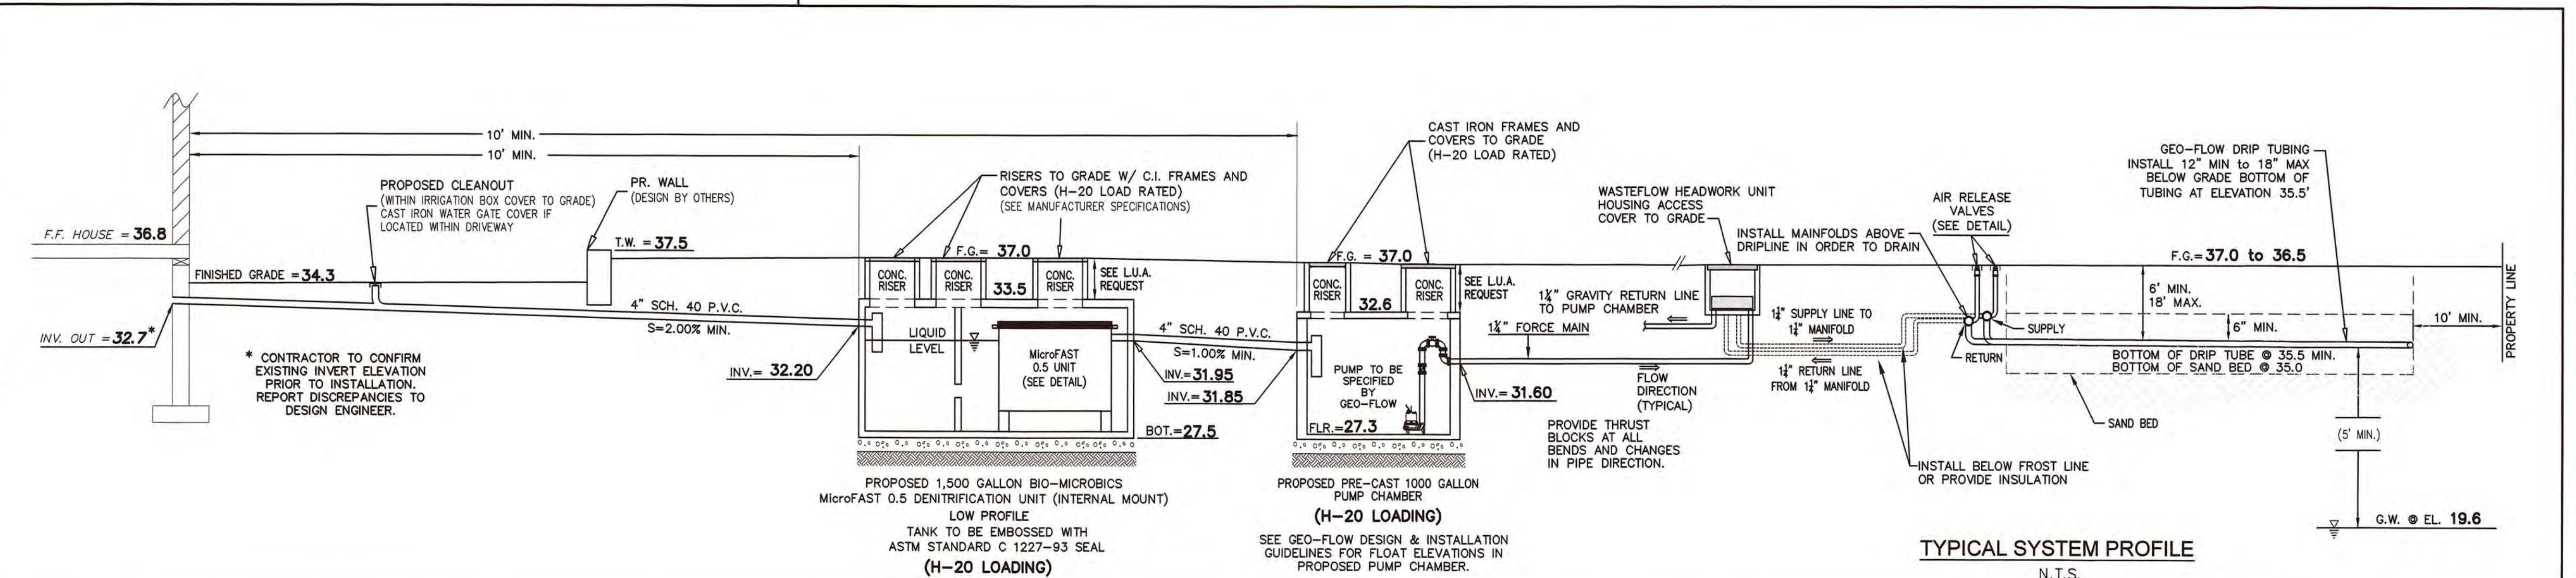 10' MIN.
10' MIN.
F.F. HOUSE = 36.8
PROPOSED CLEANOUT
(WITHIN IRRIGATION BOX COVER TO GRADE)
CAST IRON WATER GATE COVER IF
LOCATED WITHIN DRIVEWAY
PR. WALL
(DESIGN BY OTHERS)
T.W. = 37.5
FINISHED GRADE = 34.3
INV. OUT = 32.7*
* CONTRACTOR TO CONFIRM
EXISTING INVERT ELEVATION
PRIOR TO INSTALLATION.
REPORT DISCREPANCIES TO
DESIGN ENGINEER.
4" SCH. 40 P.V.C.
S=2.00% MIN.
INV.= 32.20
RISERS TO GRADE W/ C.I. FRAMES AND
COVERS (H-20 LOAD RATED)
(SEE MANUFACTURER SPECIFICATIONS)
F.G.= 37.0
CONC.
RISER
CONC.
RISER
33.5
CONC.
RISER
SEE L.U.A.
REQUEST
LIQUID
LEVEL
MicroFAST
0.5 UNIT
(SEE DETAIL)
4" SCH. 40 P.V.C.
S=1.00% MIN.
INV.= 31.95
INV.= 31.85
BOT.=27.5
PROPOSED 1,500 GALLON BIO-MICROBICS
MicroFAST 0.5 DENITRIFICATION UNIT (INTERNAL MOUNT)
LOW PROFILE
TANK TO BE EMBOSSED WITH
ASTM STANDARD C 1227-93 SEAL
(H-20 LOADING)
CAST IRON FRAMES AND
COVERS TO GRADE
(H-20 LOAD RATED)
F.G. = 37.0
CONC.
RISER
32.6
CONC.
RISER
SEE L.U.A.
REQUEST
PUMP TO BE
SPECIFIED
BY
GEO-FLOW
FLR.=27.3
PROPOSED PRE-CAST 1000 GALLON
PUMP CHAMBER
(H-20 LOADING)
SEE GEO-FLOW DESIGN & INSTALLATION
GUIDELINES FOR FLOAT ELEVATIONS IN
PROPOSED PUMP CHAMBER.
1¼" GRAVITY RETURN LINE
TO PUMP CHAMBER
1¼" FORCE MAIN
INV.= 31.60
FLOW
DIRECTION
(TYPICAL)
PROVIDE THRUST
BLOCKS AT ALL
BENDS AND CHANGES
IN PIPE DIRECTION.
WASTEFLOW HEADWORK UNIT
HOUSING ACCESS
COVER TO GRADE
1¼" SUPPLY LINE TO
1¼" MANIFOLD
1¼" RETURN LINE
FROM 1¼" MANIFOLD
INSTALL MAINFOLDS ABOVE
DRIPLINE IN ORDER TO DRAIN
AIR RELEASE
VALVES
(SEE DETAIL)
GEO-FLOW DRIP TUBING
INSTALL 12" MIN to 18" MAX
BELOW GRADE BOTTOM OF
TUBING AT ELEVATION 35.5'
F.G.=37.0 to 36.5
6' MIN.
18' MAX.
6" MIN.
10' MIN.
PROPERTY LINE
SUPPLY
RETURN
BOTTOM OF DRIP TUBE @ 35.5 MIN.
BOTTOM OF SAND BED @ 35.0
SAND BED
INSTALL BELOW FROST LINE
OR PROVIDE INSULATION
(5' MIN.)
G.W. @ EL. 19.6
TYPICAL SYSTEM PROFILE
N.T.S.